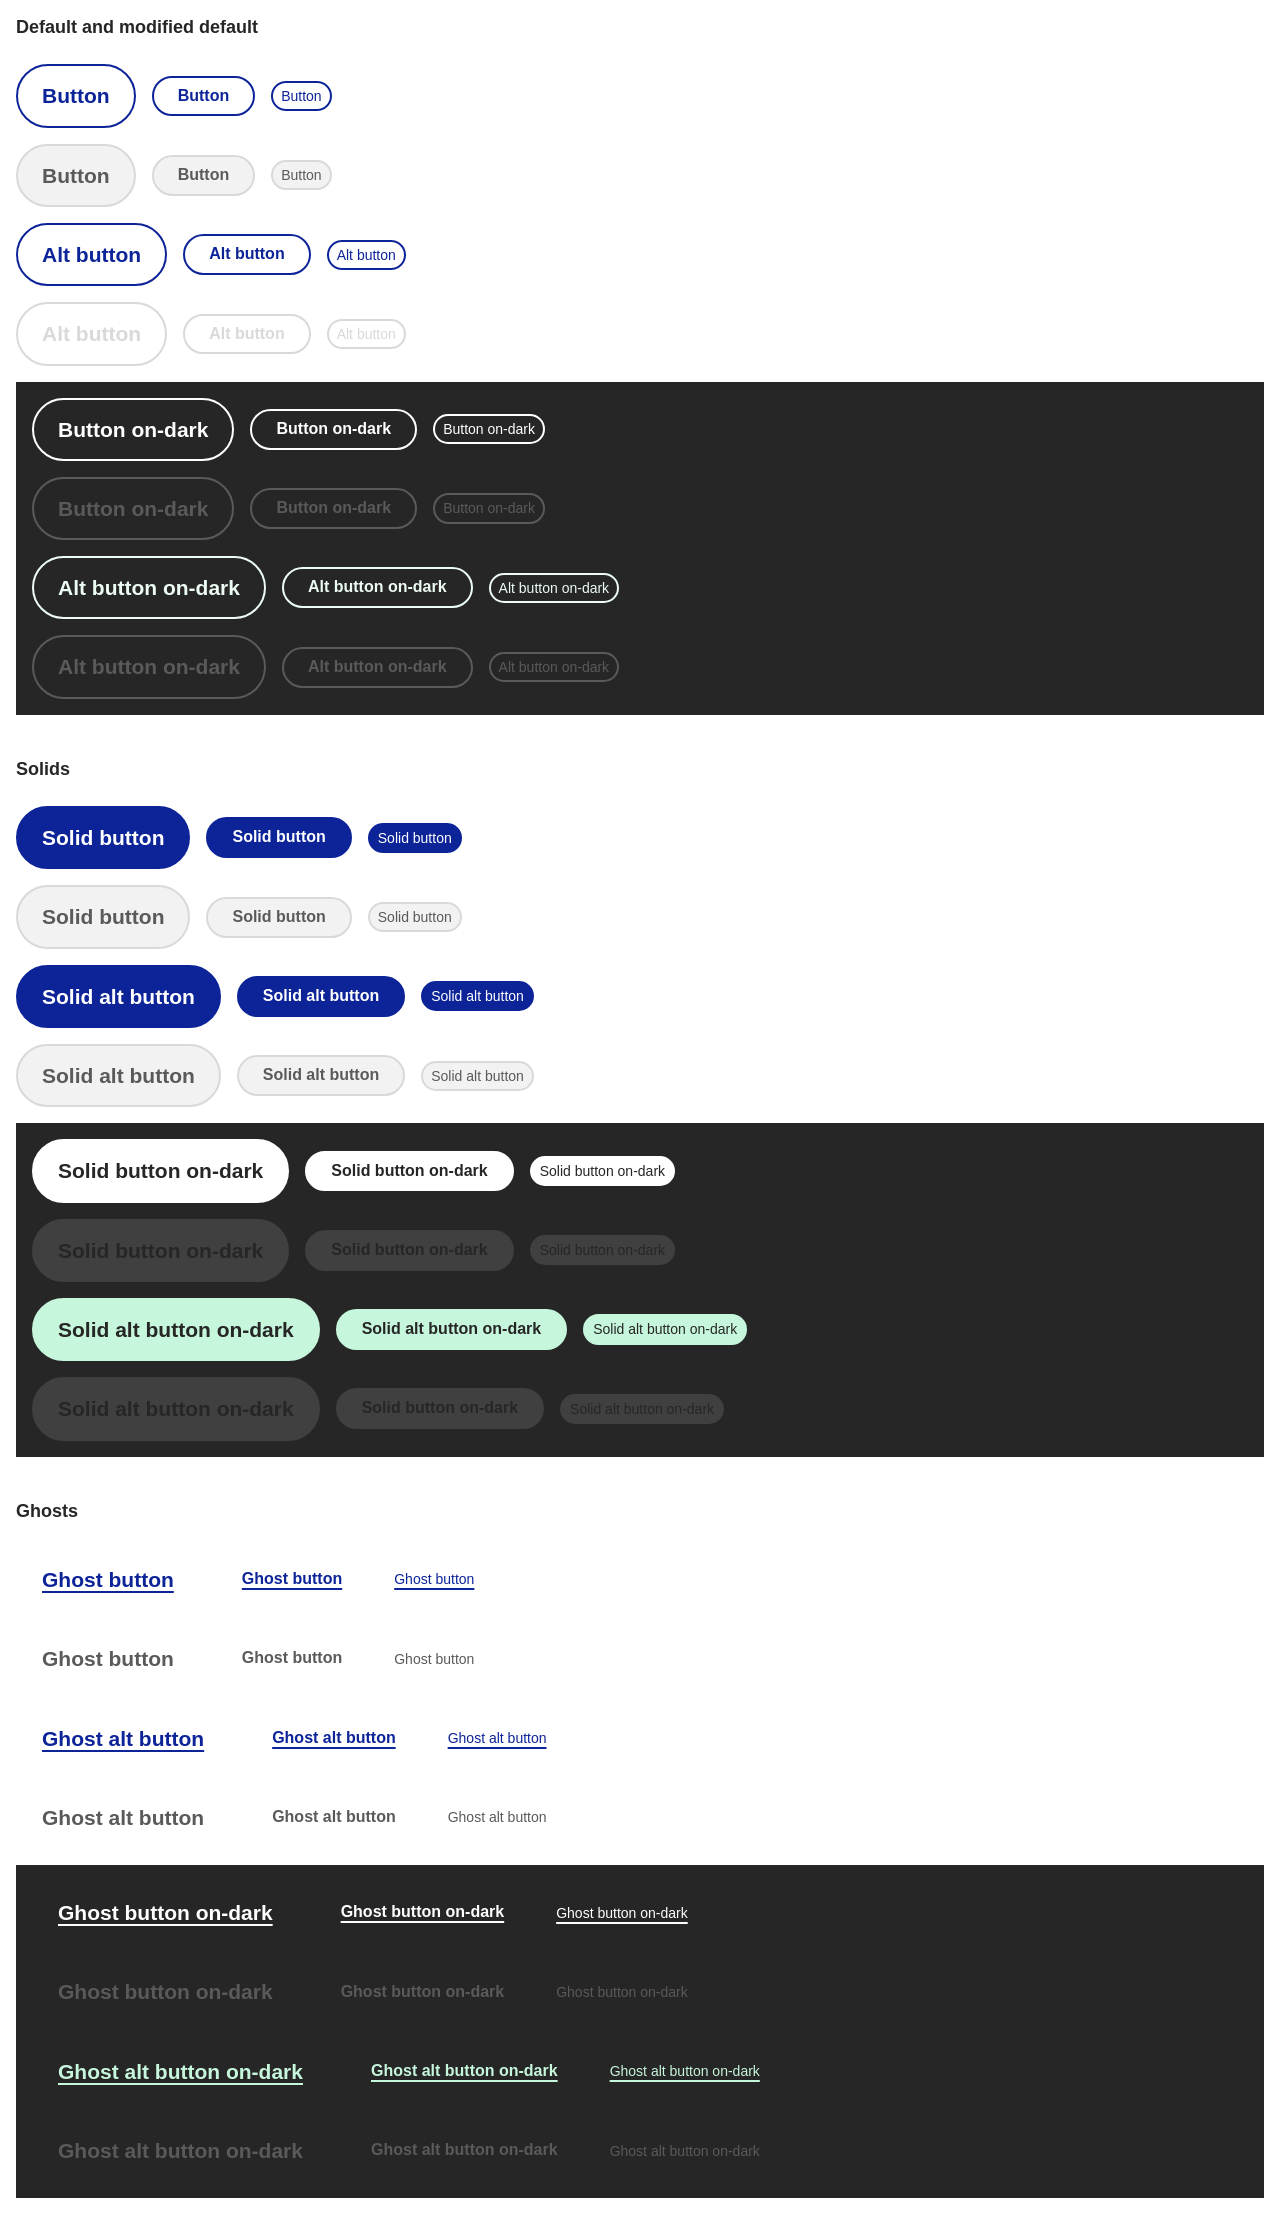 Default and modified default
Button Button Button
Button Button Button
Alt button Alt button Alt button
Alt button Alt button Alt button
Button on-dark Button on-dark Button on-dark
Button on-dark Button on-dark Button on-dark
Alt button on-dark Alt button on-dark Alt button on-dark
Alt button on-dark Alt button on-dark Alt button on-dark
Solids
Solid button Solid button Solid button
Solid button Solid button Solid button
Solid alt button Solid alt button Solid alt button
Solid alt button Solid alt button Solid alt button
Solid button on-dark Solid button on-dark Solid button on-dark
Solid button on-dark Solid button on-dark Solid button on-dark
Solid alt button on-dark Solid alt button on-dark Solid alt button on-dark
Solid alt button on-dark Solid button on-dark Solid alt button on-dark
Ghosts
Ghost button Ghost button Ghost button
Ghost button Ghost button Ghost button
Ghost alt button Ghost alt button Ghost alt button
Ghost alt button Ghost alt button Ghost alt button
Ghost button on-dark Ghost button on-dark Ghost button on-dark
Ghost button on-dark Ghost button on-dark Ghost button on-dark
Ghost alt button on-dark Ghost alt button on-dark Ghost alt button on-dark
Ghost alt button on-dark Ghost alt button on-dark Ghost alt button on-dark